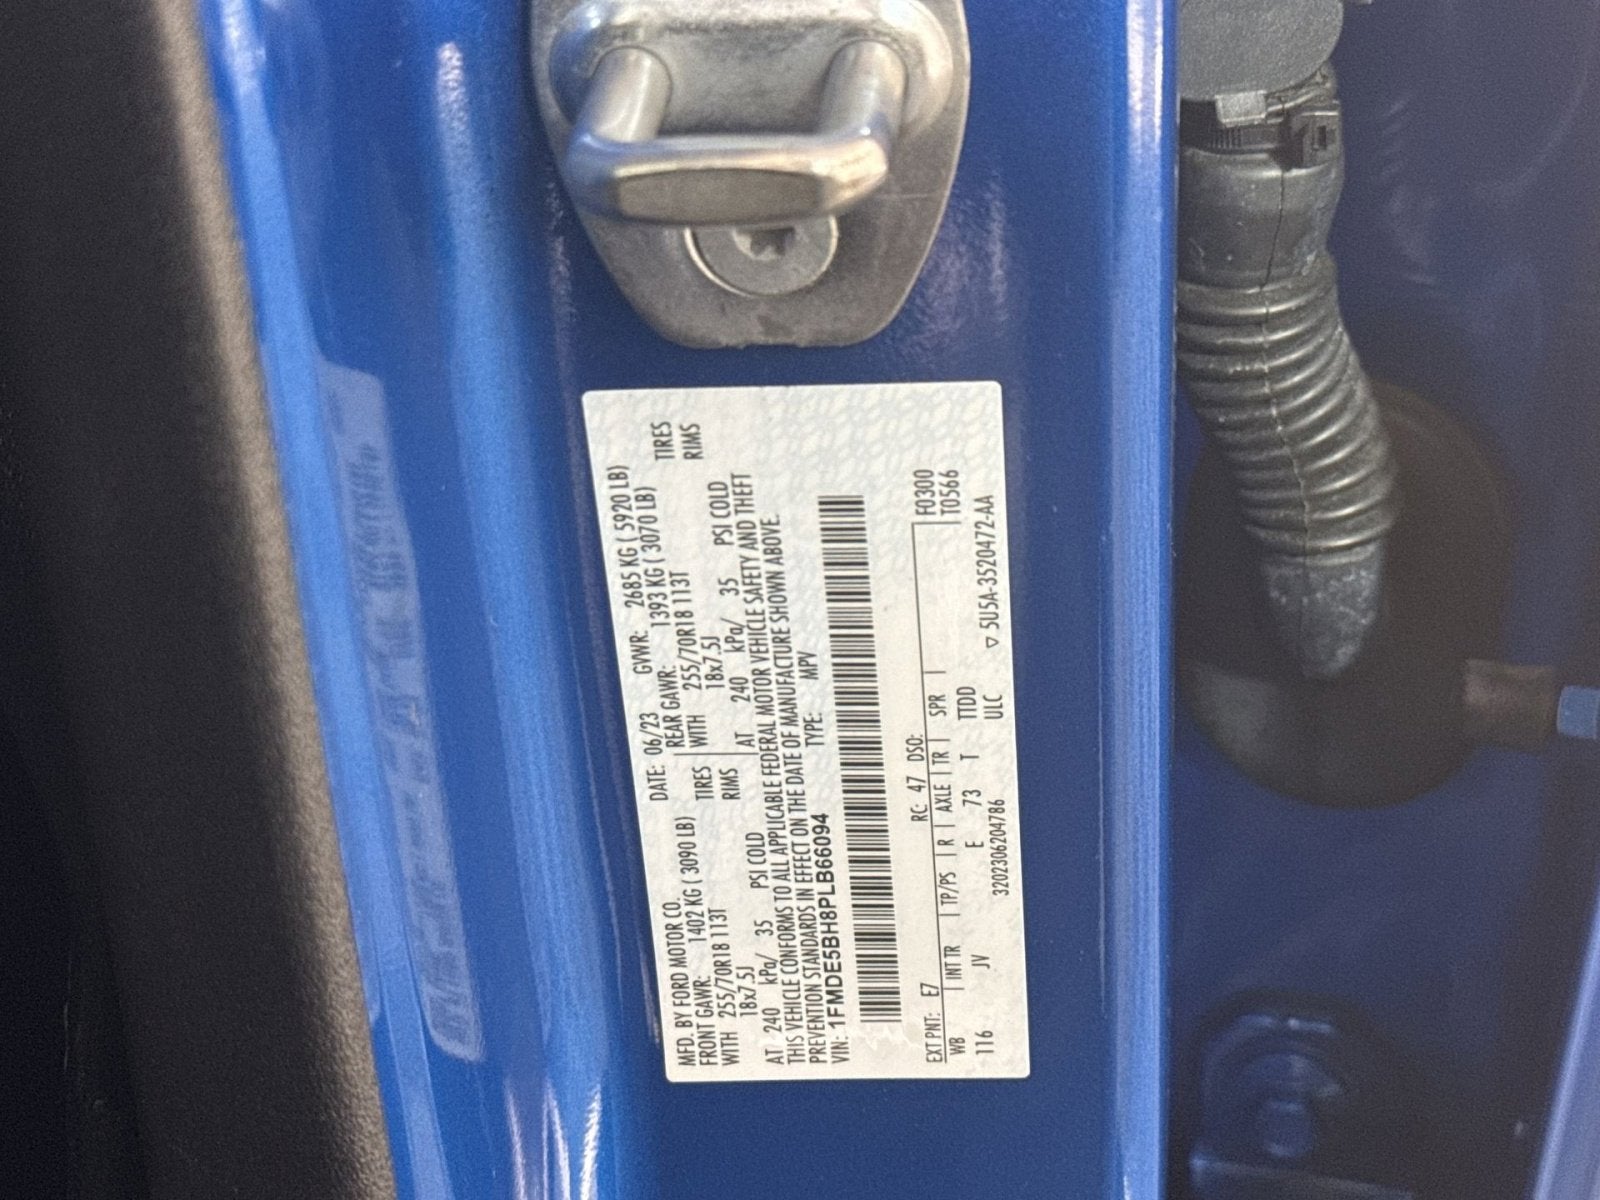 MFD. BY FORD MOTOR CO.
DATE: 06/23 GVWR: 2685 KG ( 5920 LB)
FRONT GAWR: 1402 KG ( 3090 LB) REAR GAWR: 1393 KG ( 3070 LB)
WITH 255/70R18 113T TIRES WITH 255/70R18 113T TIRES
18x7.5J RIMS 18x7.5J RIMS
AT 240 kPa/ 35 PSI COLD AT 240 kPa/ 35 PSI COLD
THIS VEHICLE CONFORMS TO ALL APPLICABLE FEDERAL MOTOR VEHICLE SAFETY AND THEFT
PREVENTION STANDARDS IN EFFECT ON THE DATE OF MANUFACTURE SHOWN ABOVE.
VIN: 1FMDE5BH8PLB66094 TYPE: MPV
F0300
T0566
EXT PNT: E7 RC: 47 DSO:
WB INT TR TP/PS R AXLE TR SPR
116 JV E 73 T TTDD
ULC
3202306204786 ▽ 5U5A-3520472-AA